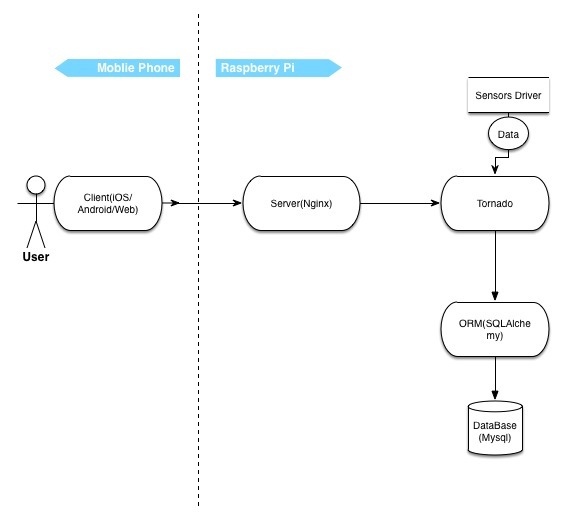 Moblie Phone
Raspberry Pi
Sensors Driver
Data
Client(iOS/
Android/Web)
Server(Nginx)
Tornado
User
ORM(SQLAlche
my)
DataBase
(Mysql)